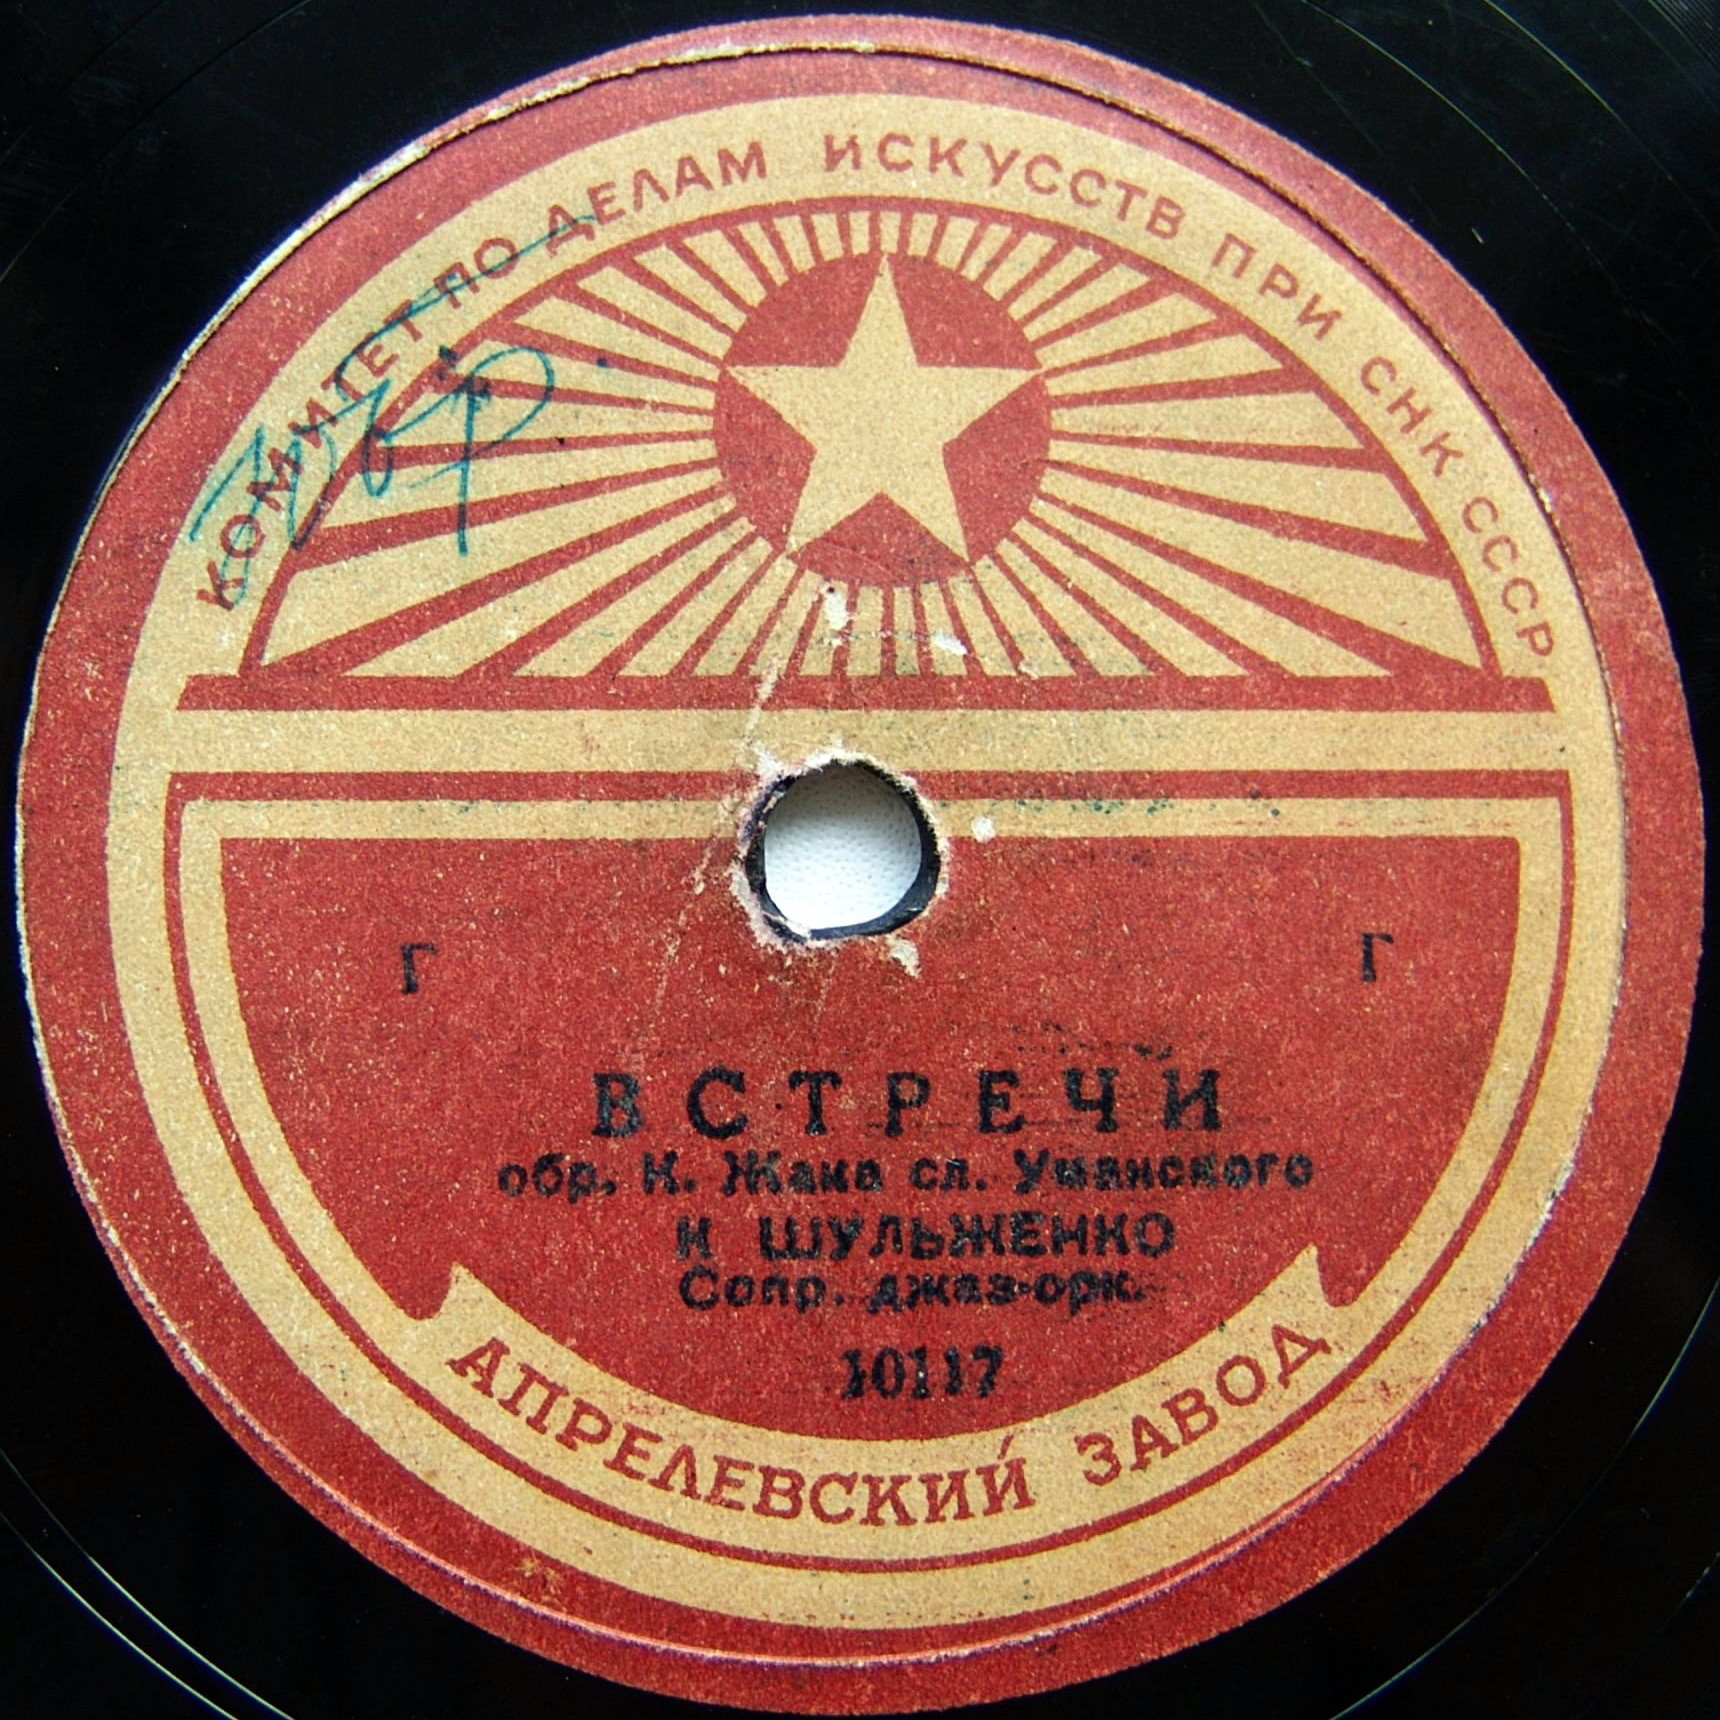 КОМИТЕТ ПО ДЕЛАМ ИСКУССТВ ПРИ СНК СССР
Г Г
ВСТРЕЧИ
обр. К. Жака сл. Уманского
К ШУЛЬЖЕНКО
Сопр. джаз-орк.
10117
АПРЕЛЕВСКИЙ ЗАВОД